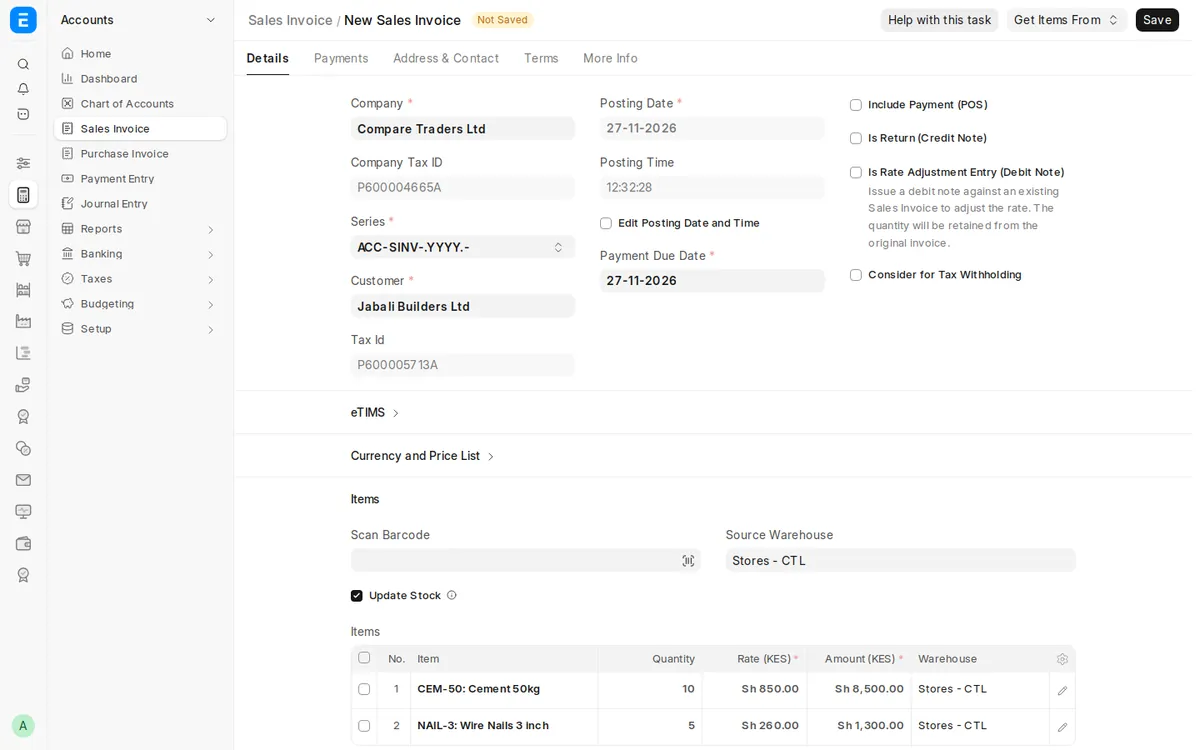 Accounts
Sales Invoice / New Sales Invoice Not Saved
Help with this task
Get Items From
Save
Home
Dashboard
Chart of Accounts
Sales Invoice
Purchase Invoice
Payment Entry
Journal Entry
Reports
Banking
Taxes
Budgeting
Setup
A
Details Payments Address & Contact Terms More Info
Company *
Compare Traders Ltd
Company Tax ID
P600004665A
Series *
ACC-SINV-.YYYY.-
Customer *
Jabali Builders Ltd
Tax Id
P600005713A
Posting Date *
27-11-2026
Posting Time
12:32:28
Edit Posting Date and Time
Payment Due Date *
27-11-2026
Include Payment (POS)
Is Return (Credit Note)
Is Rate Adjustment Entry (Debit Note)
Issue a debit note against an existing
Sales Invoice to adjust the rate. The
quantity will be retained from the
original invoice.
Consider for Tax Withholding
eTIMS
Currency and Price List
Items
Scan Barcode
Source Warehouse
Stores - CTL
Update Stock
Items
No. Item Quantity Rate (KES) * Amount (KES) * Warehouse
1 CEM-50: Cement 50kg 10 Sh 850.00 Sh 8,500.00 Stores - CTL
2 NAIL-3: Wire Nails 3 inch 5 Sh 260.00 Sh 1,300.00 Stores - CTL